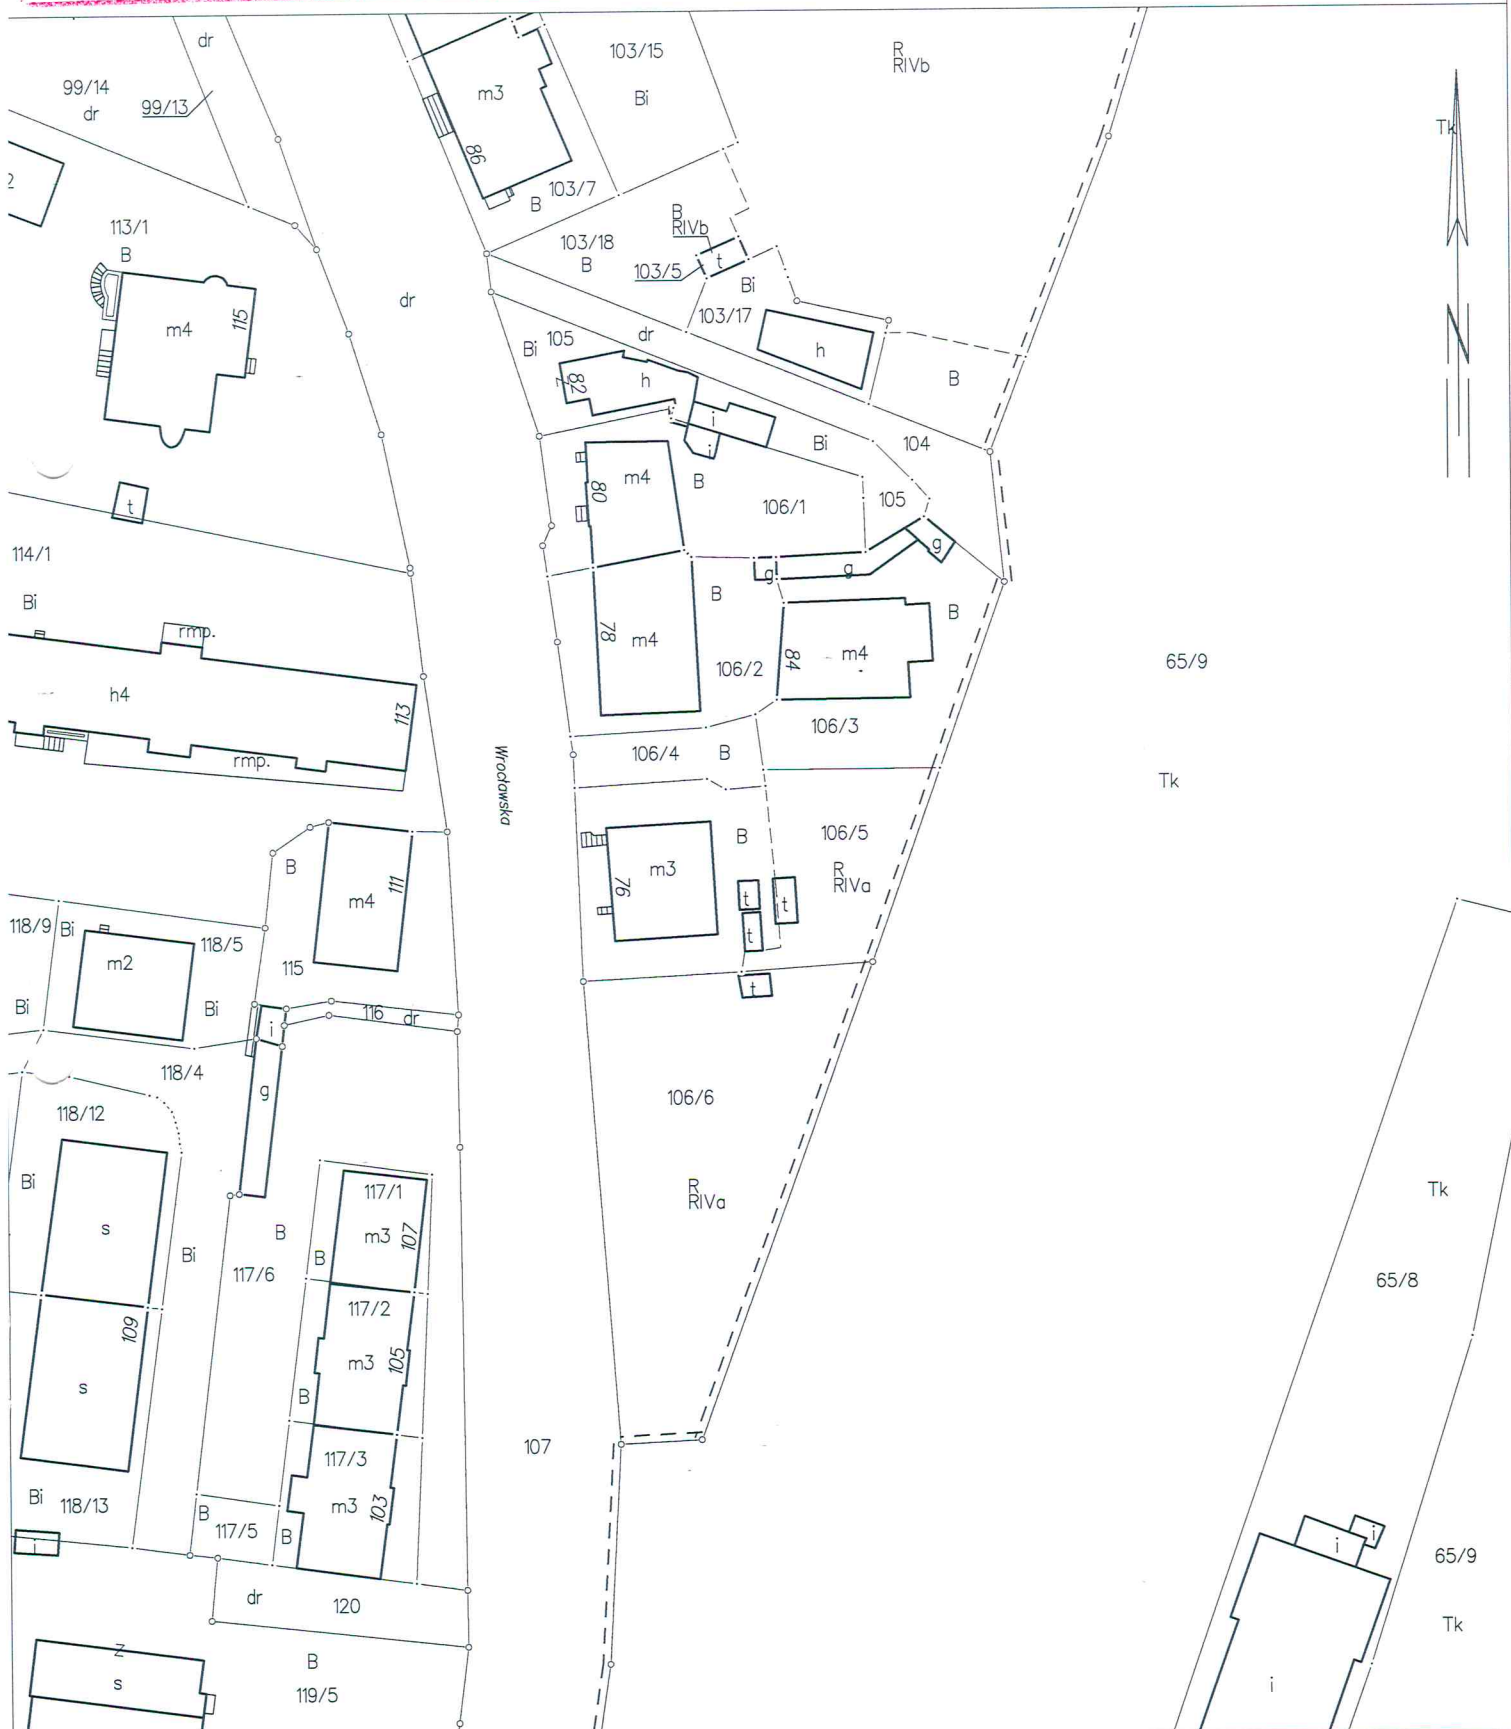 dr
99/14
dr
99/13
2
113/1
B
m4
115
t
114/1
Bi
rmp.
h4
113
rmp.
dr
m3
86
103/7
B
103/15
Bi
R
RIVb
Tk
N
103/18
B
B
RIVb
103/5
t
Bi
103/17
h
B
dr
105
Bi
82
Z
h
i
i
Bi
104
105
m4
80
B
106/1
g
g
g
B
78
m4
106/2
84
m4
B
106/3
65/9
Tk
106/4
B
Wrocławska
m3
76
B
106/5
R
RIVa
t
t
t
t
B
m4
111
115
118/9
Bi
118/5
m2
Bi
Bi
116
dr
i
118/4
g
118/12
Bi
s
Bi
109
s
Bi
118/13
i
B
117/6
B
117/1
m3
107
117/2
m3
105
B
117/3
m3
103
B
117/5
B
dr
120
B
119/5
Z
s
107
106/6
R
RIVa
Tk
65/8
65/9
Tk
i
i
i